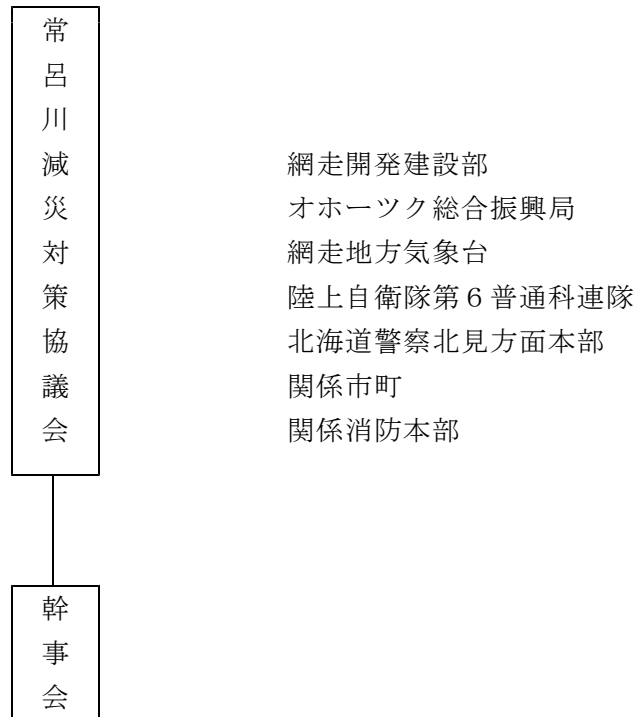 常呂川減災対策協議会
網走開発建設部
オホーツク総合振興局
網走地方気象台
陸上自衛隊第６普通科連隊
北海道警察北見方面本部
関係市町
関係消防本部
幹事会